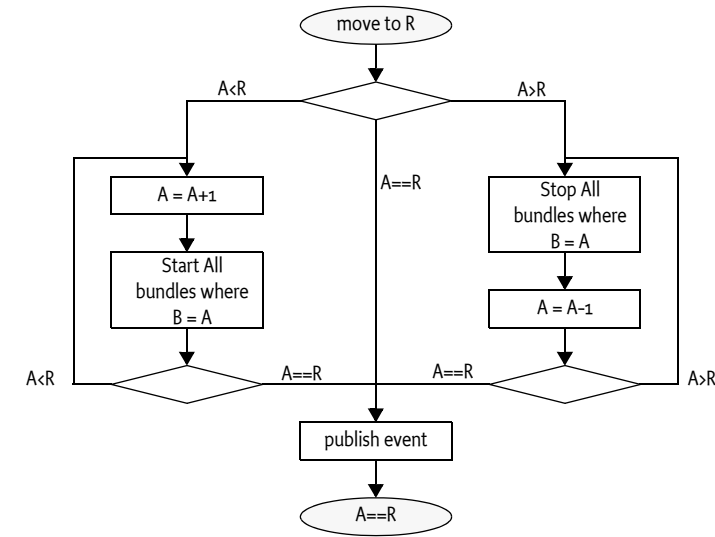 move to R
A<R
A>R
A==R
A = A+1
Start All
bundles where
B = A
Stop All
bundles where
B = A
A = A-1
A<R
A==R
A==R
A>R
publish event
A==R